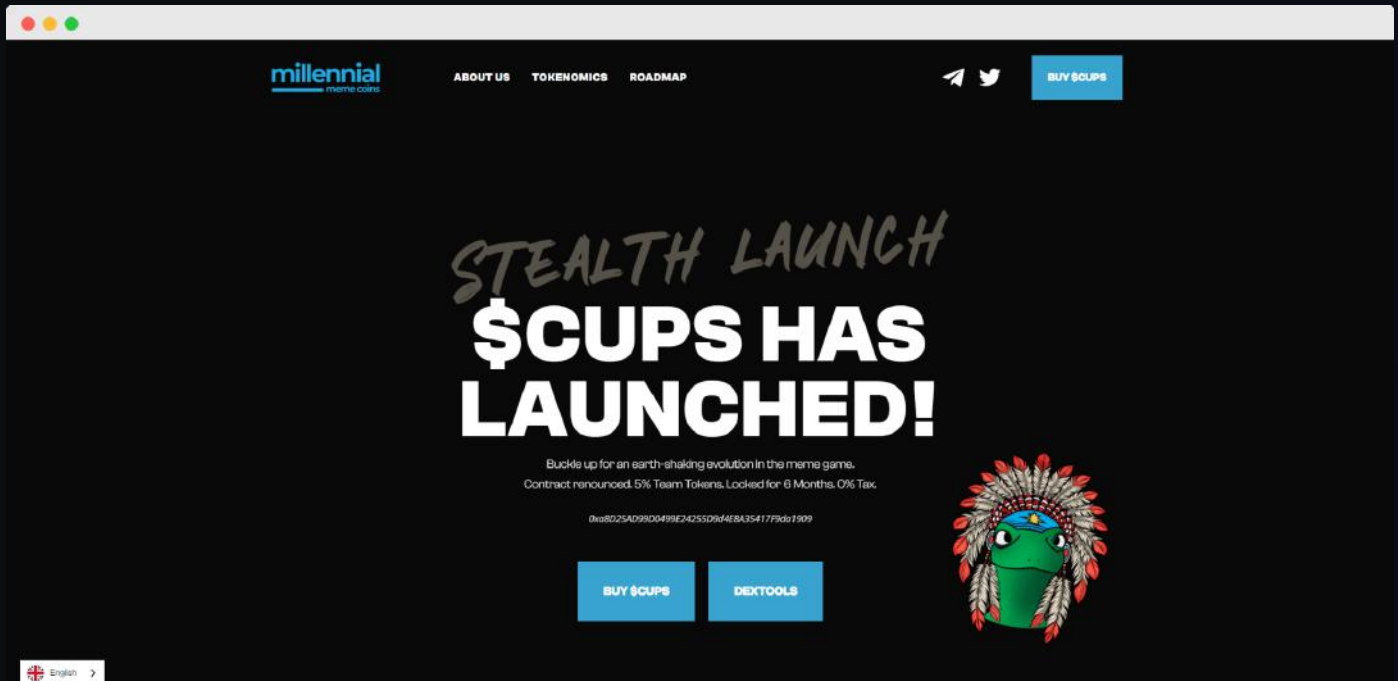 millennial
meme coins
ABOUT US TOKENOMICS ROADMAP
BUY $CUPS
STEALTH LAUNCH
$CUPS HAS
LAUNCHED!
Buckle up for an earth-shaking evolution in the meme game.
Contract renounced. 5% Team Tokens. Locked for 6 Months. 0% Tax.
0xa8D25AD99D0499E24255D9d4E8A35417F9da1909
BUY $CUPS DEXTOOLS
English